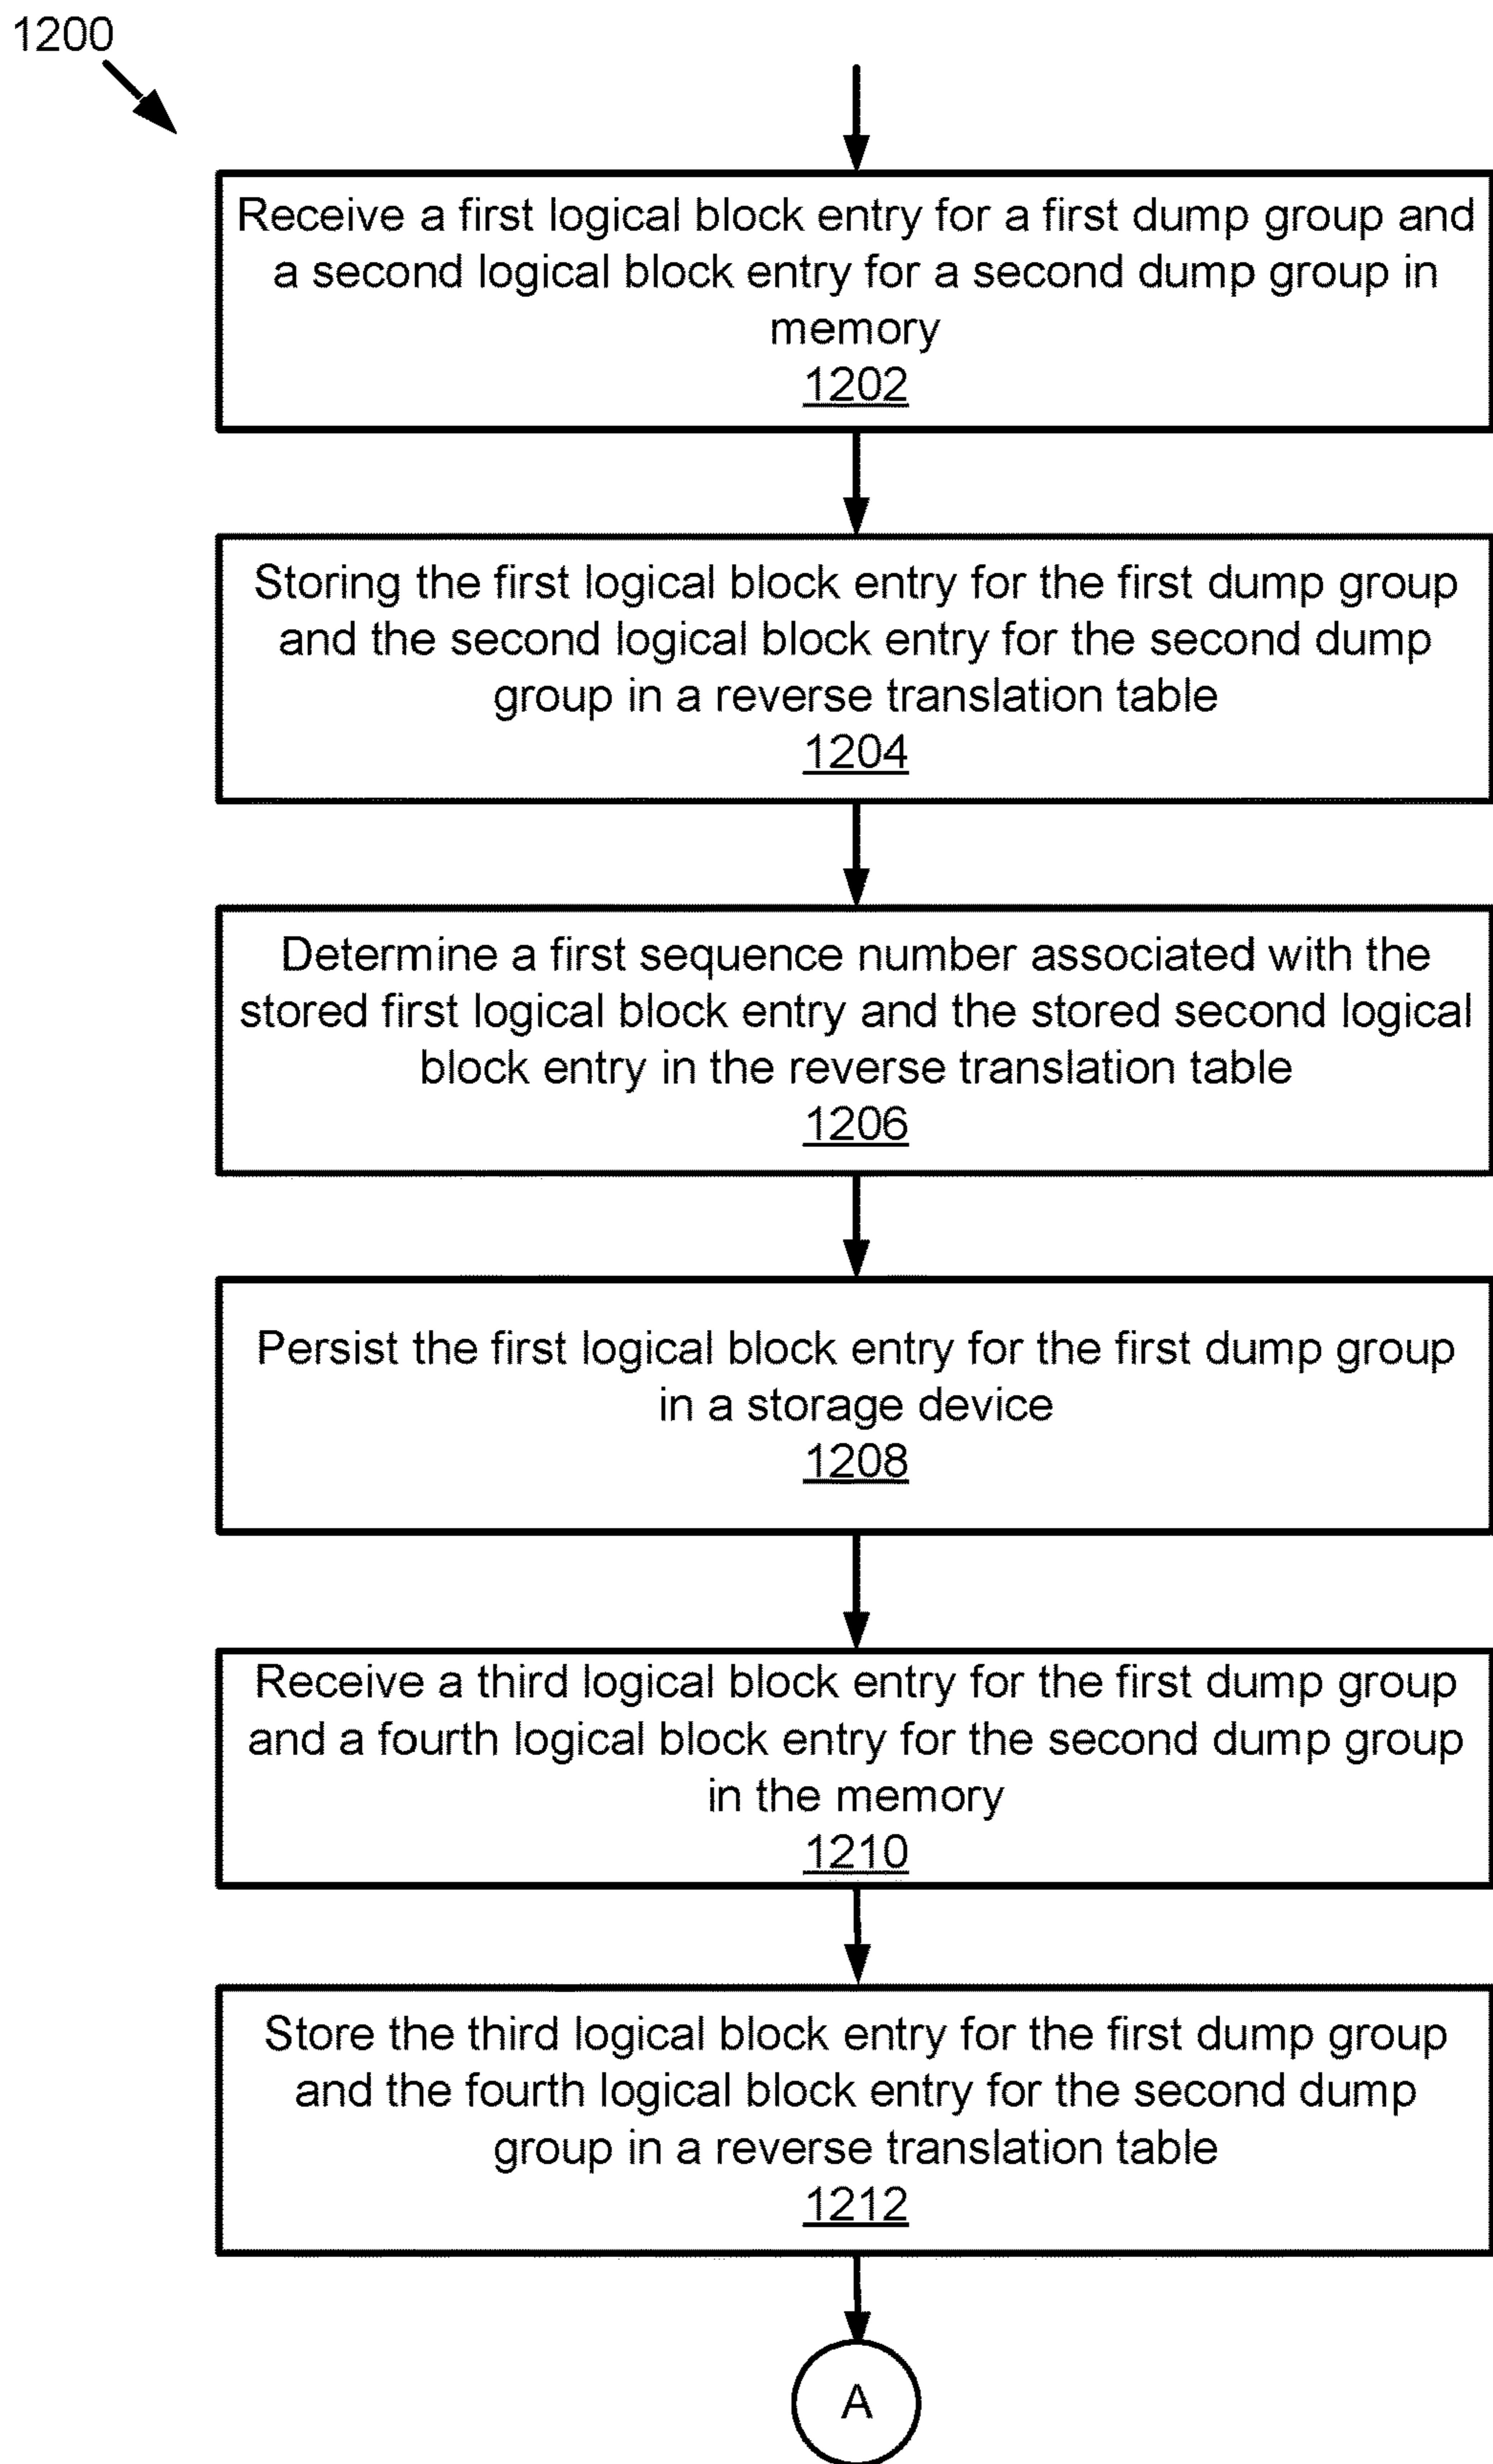 1200
Receive a first logical block entry for a first dump group and
a second logical block entry for a second dump group in
memory
1202
Storing the first logical block entry for the first dump group
and the second logical block entry for the second dump
group in a reverse translation table
1204
Determine a first sequence number associated with the
stored first logical block entry and the stored second logical
block entry in the reverse translation table
1206
Persist the first logical block entry for the first dump group
in a storage device
1208
Receive a third logical block entry for the first dump group
and a fourth logical block entry for the second dump group
in the memory
1210
Store the third logical block entry for the first dump group
and the fourth logical block entry for the second dump
group in a reverse translation table
1212
A